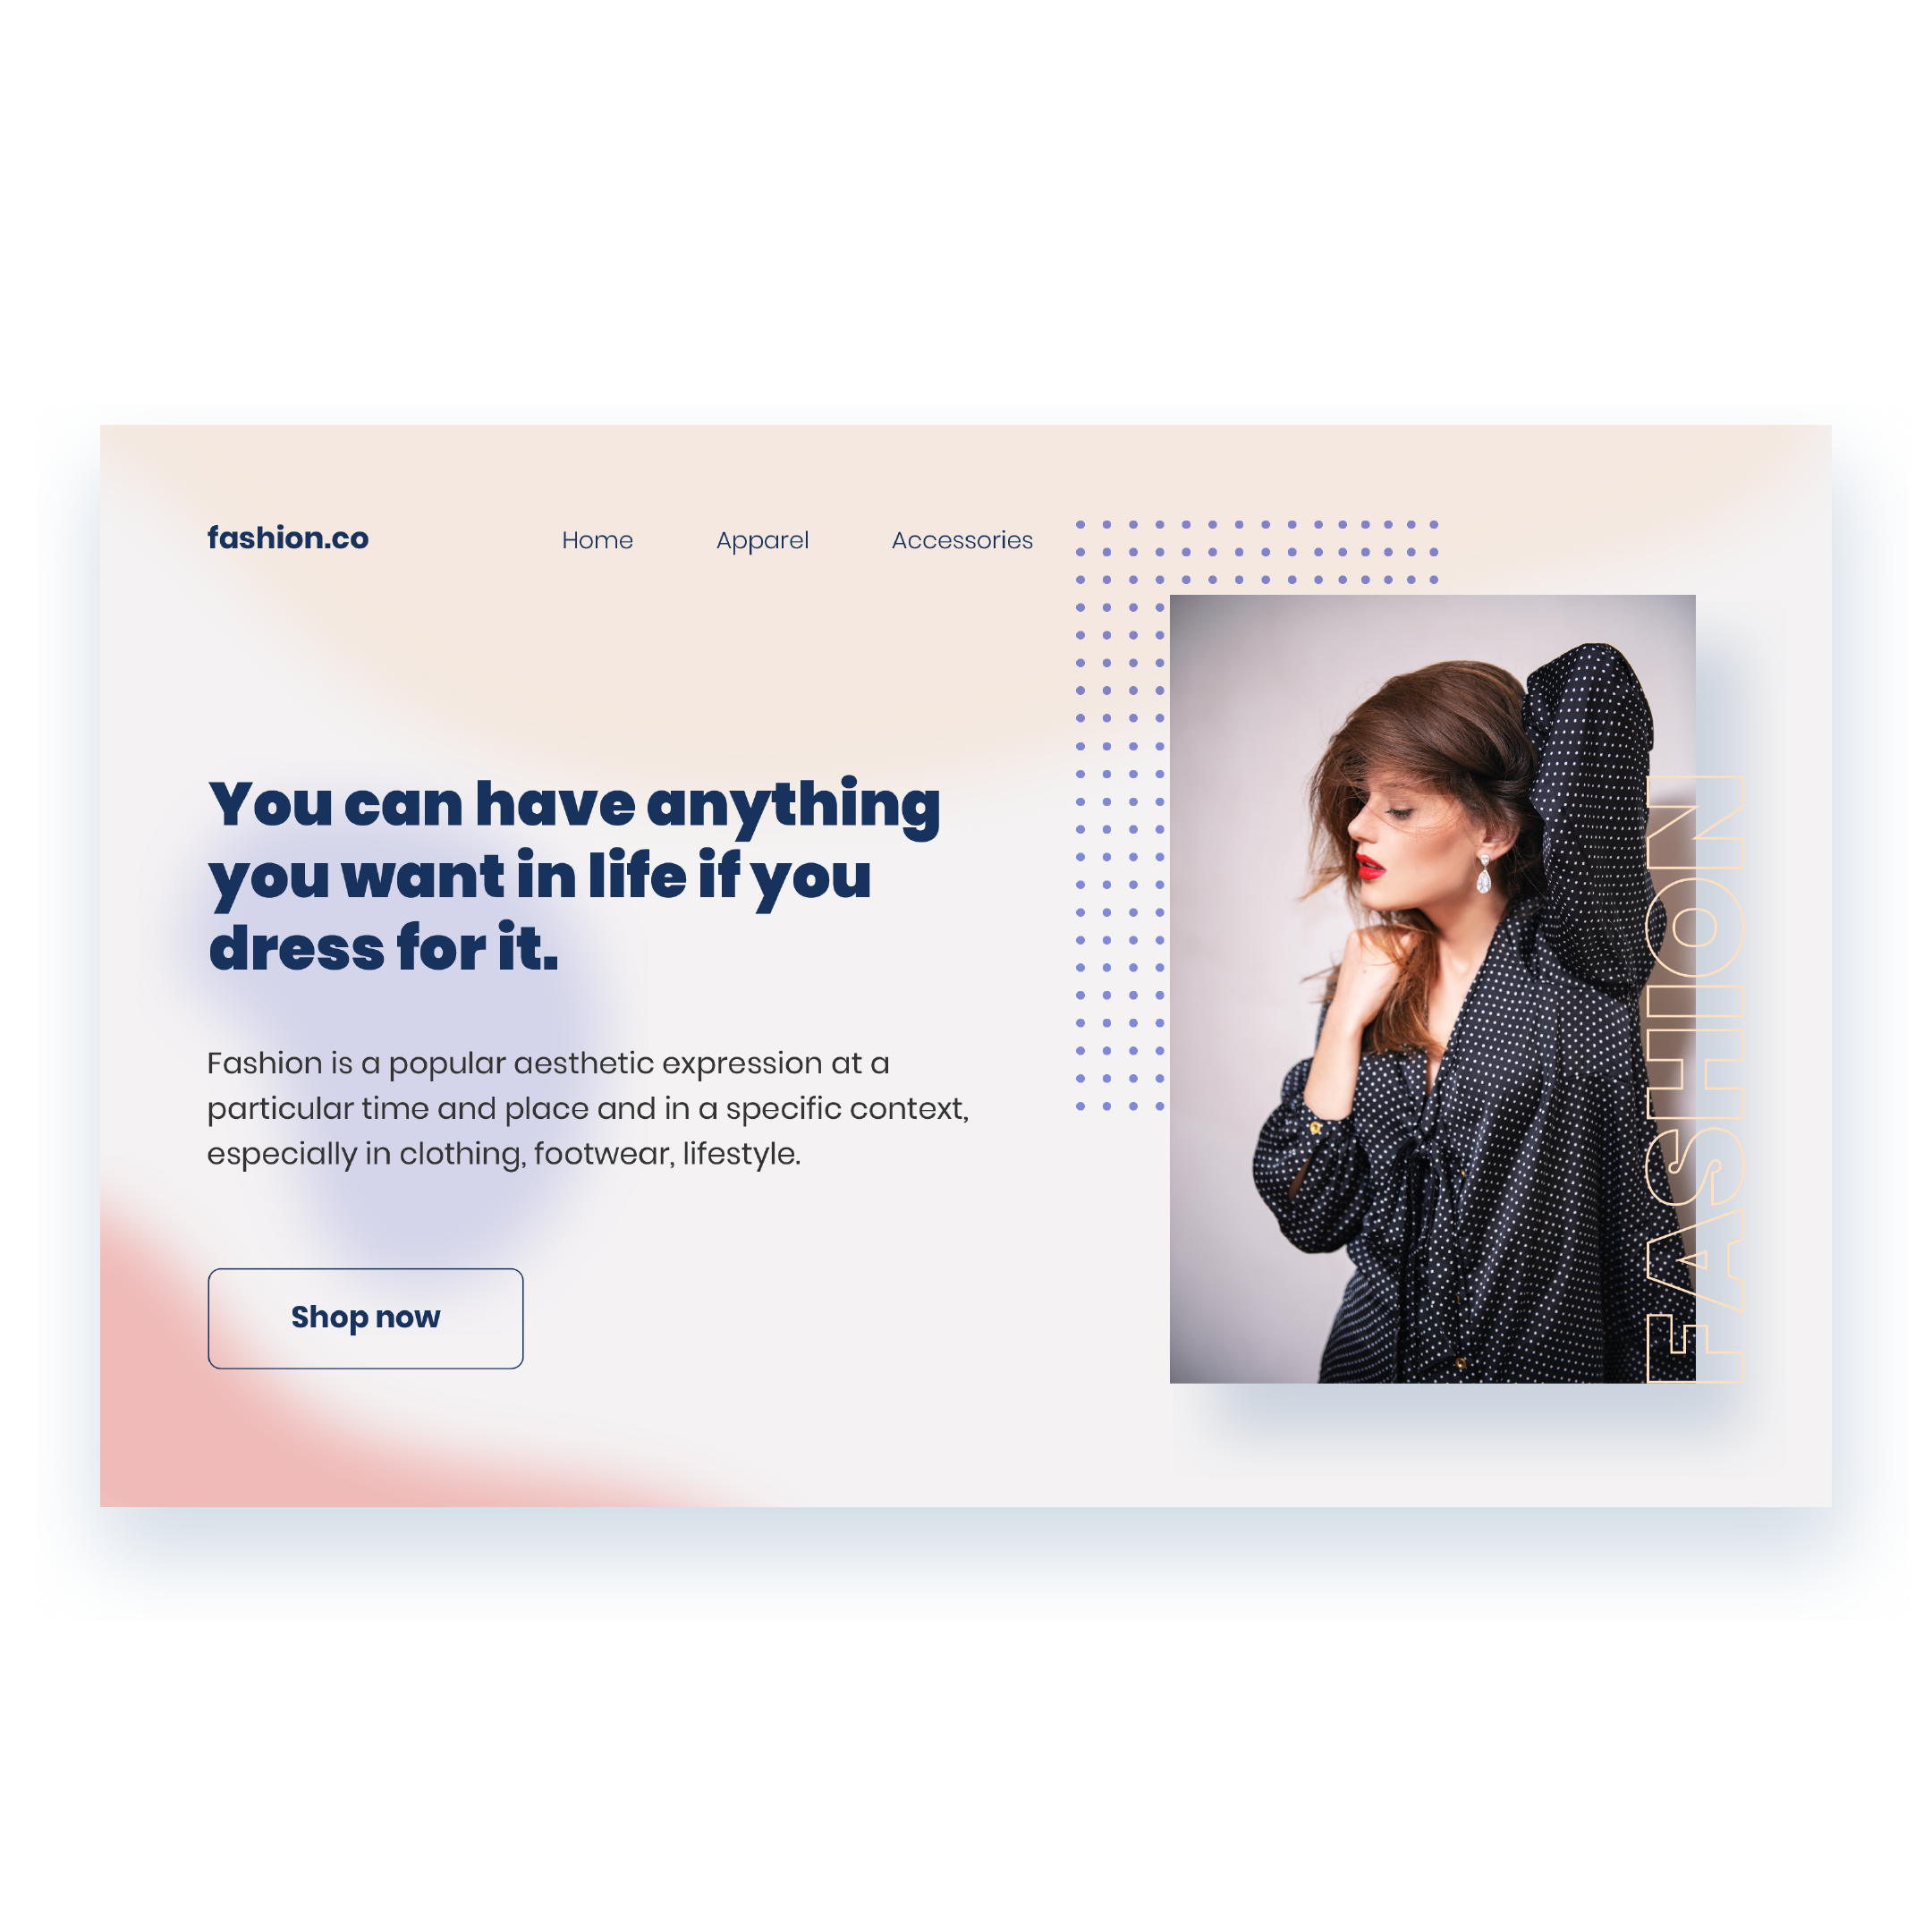 fashion.co
Home
Apparel
Accessories
You can have anything
you want in life if you
dress for it.
Fashion is a popular aesthetic expression at a
particular time and place and in a specific context,
especially in clothing, footwear, lifestyle.
Shop now
FASHION